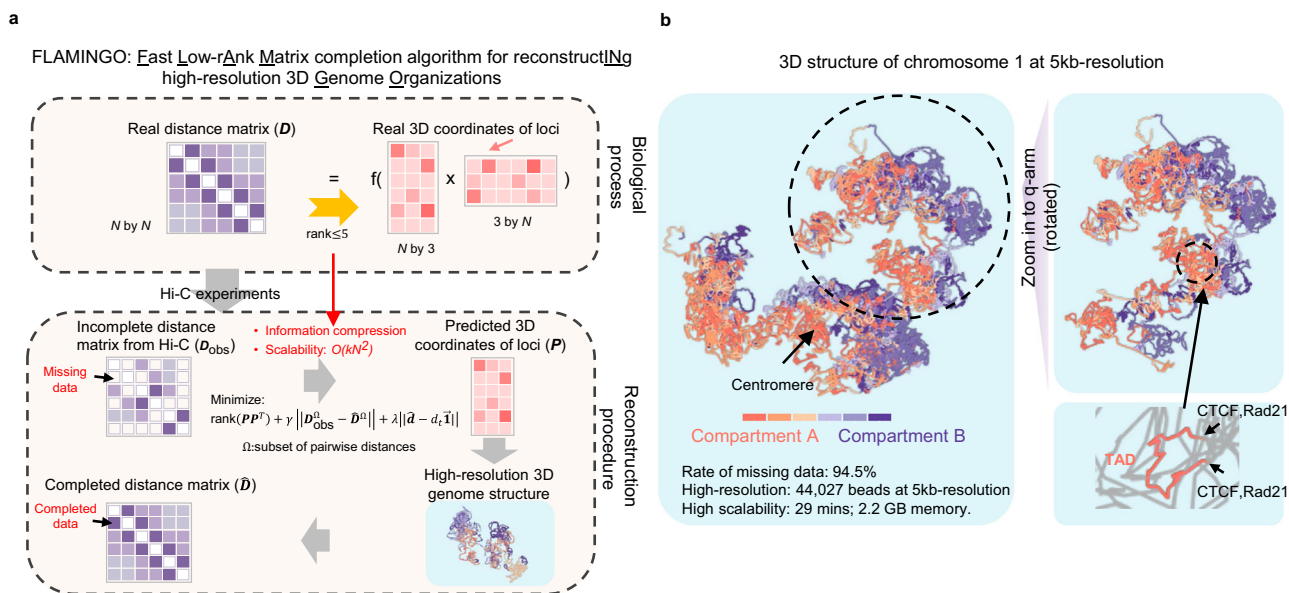 a
FLAMINGO: Fast Low-rAnk Matrix completion algorithm for reconstructINg
high-resolution 3D Genome Organizations
Real distance matrix (D)
Real 3D coordinates of loci
=
f(
x
)
N by N
rank≤5
N by 3
3 by N
Biological
process
Hi-C experiments
Incomplete distance
matrix from Hi-C (Dobs)
• Information compression
• Scalability: O(kN²)
Predicted 3D
coordinates of loci (P)
Missing
data
Minimize:
rank(PPᵀ) + γ ||D^Ω_obs − D̂^Ω|| + λ||d̂ − d_t 1⃗||
Ω:subset of pairwise distances
High-resolution 3D
genome structure
Completed distance matrix (D̂)
Completed
data
Reconstruction
procedure
b
3D structure of chromosome 1 at 5kb-resolution
Centromere
Compartment A
Compartment B
Rate of missing data: 94.5%
High-resolution: 44,027 beads at 5kb-resolution
High scalability: 29 mins; 2.2 GB memory.
Zoom in to q-arm
(rotated)
CTCF,Rad21
TAD
CTCF,Rad21